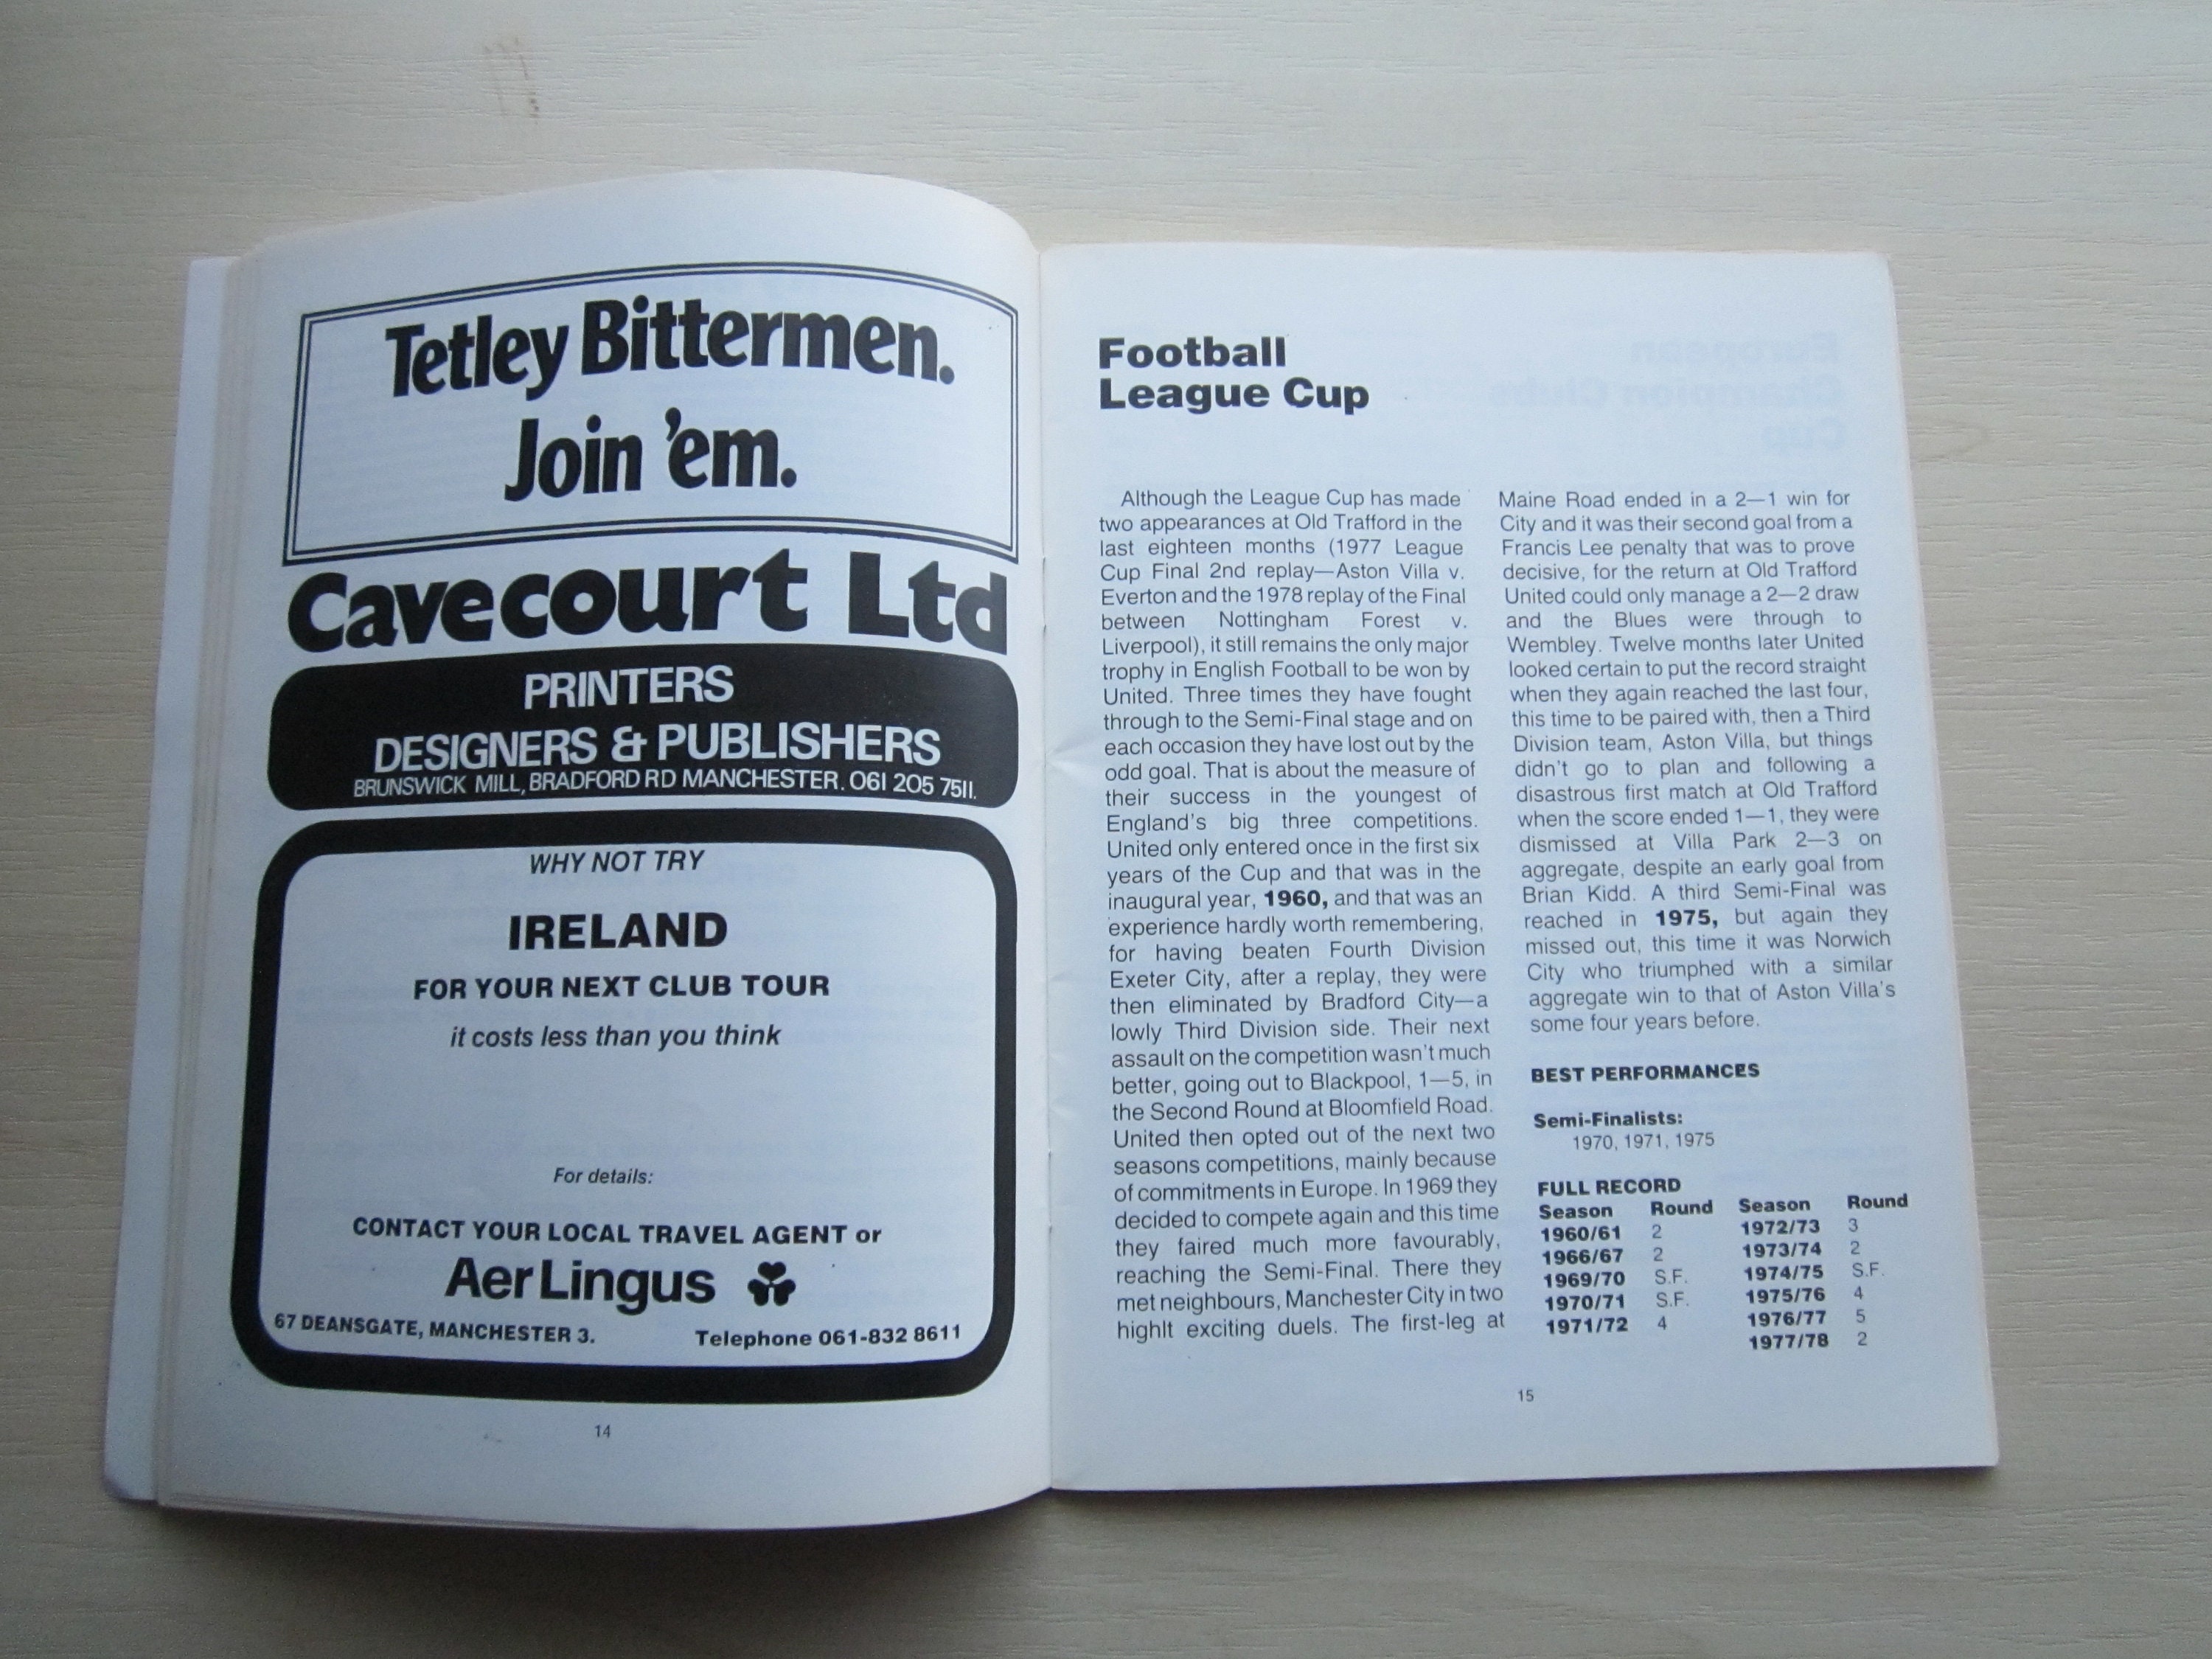 Tetley Bittermen.
Join 'em.
Cavecourt Ltd
PRINTERS
DESIGNERS & PUBLISHERS
BRUNSWICK MILL, BRADFORD RD MANCHESTER. 061 205 7511.
WHY NOT TRY
IRELAND
FOR YOUR NEXT CLUB TOUR
it costs less than you think
For details:
CONTACT YOUR LOCAL TRAVEL AGENT or
Aer Lingus
67 DEANSGATE, MANCHESTER 3. Telephone 061-832 8611
14
Football
League Cup
Although the League Cup has made
two appearances at Old Trafford in the
last eighteen months (1977 League
Cup Final 2nd replay—Aston Villa v.
Everton and the 1978 replay of the Final
between Nottingham Forest v.
Liverpool), it still remains the only major
trophy in English Football to be won by
United. Three times they have fought
through to the Semi-Final stage and on
each occasion they have lost out by the
odd goal. That is about the measure of
their success in the youngest of
England's big three competitions.
United only entered once in the first six
years of the Cup and that was in the
inaugural year, 1960, and that was an
experience hardly worth remembering,
for having beaten Fourth Division
Exeter City, after a replay, they were
then eliminated by Bradford City—a
lowly Third Division side. Their next
assault on the competition wasn't much
better, going out to Blackpool, 1—5, in
the Second Round at Bloomfield Road.
United then opted out of the next two
seasons competitions, mainly because
of commitments in Europe. In 1969 they
decided to compete again and this time
they faired much more favourably,
reaching the Semi-Final. There they
met neighbours, Manchester City in two
highlt exciting duels. The first-leg at
Maine Road ended in a 2—1 win for
City and it was their second goal from a
Francis Lee penalty that was to prove
decisive, for the return at Old Trafford
United could only manage a 2—2 draw
and the Blues were through to
Wembley. Twelve months later United
looked certain to put the record straight
when they again reached the last four,
this time to be paired with, then a Third
Division team, Aston Villa, but things
didn't go to plan and following a
disastrous first match at Old Trafford
when the score ended 1—1, they were
dismissed at Villa Park 2—3 on
aggregate, despite an early goal from
Brian Kidd. A third Semi-Final was
reached in 1975, but again they
missed out, this time it was Norwich
City who triumphed with a similar
aggregate win to that of Aston Villa's
some four years before.
BEST PERFORMANCES
Semi-Finalists:
1970, 1971, 1975
FULL RECORD
Season Round Season Round
1960/61 2 1972/73 3
1966/67 2 1973/74 2
1969/70 S.F. 1974/75 S.F.
1970/71 S.F. 1975/76 4
1971/72 4 1976/77 5
1977/78 2
15